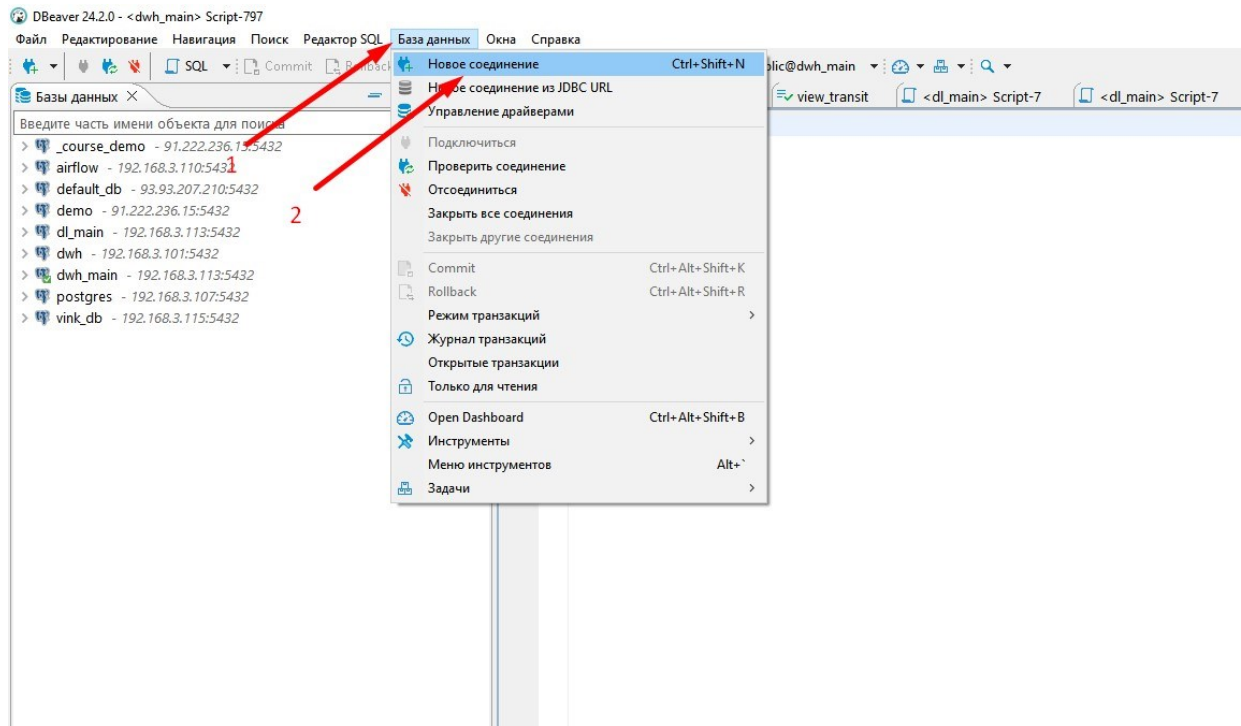 DBeaver 24.2.0 - <dwh_main> Script-797
Файл Редактирование Навигация Поиск Редактор SQL База данных Окна Справка
SQL Commit public@dwh_main
Базы данных
view_transit <dl_main> Script-7 <dl_main> Script-7
Введите часть имени объекта для поиска
_course_demo - 91.222.236.15:5432
airflow - 192.168.3.110:5432
default_db - 93.93.207.210:5432
demo - 91.222.236.15:5432
dl_main - 192.168.3.113:5432
dwh - 192.168.3.101:5432
dwh_main - 192.168.3.113:5432
postgres - 192.168.3.107:5432
vink_db - 192.168.3.115:5432
1
2
Новое соединение Ctrl+Shift+N
Новое соединение из JDBC URL
Управление драйверами
Подключиться
Проверить соединение
Отсоединиться
Закрыть все соединения
Закрыть другие соединения
Commit Ctrl+Alt+Shift+K
Rollback Ctrl+Alt+Shift+R
Режим транзакций
Журнал транзакций
Открытые транзакции
Только для чтения
Open Dashboard Ctrl+Alt+Shift+B
Инструменты
Меню инструментов Alt+`
Задачи